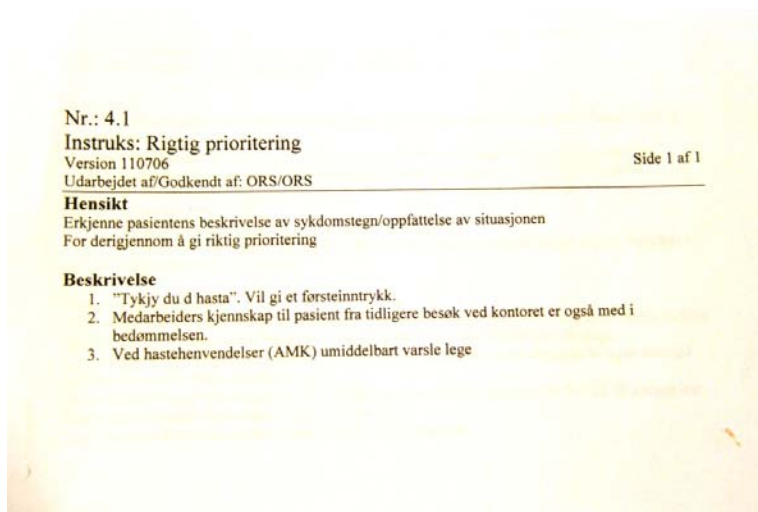 Nr.: 4.1
Instruks: Rigtig prioritering
Version 110706
Side 1 af 1
Udarbejdet af/Godkendt af: ORS/ORS
Hensikt
Erkjenne pasientens beskrivelse av sykdomstegn/oppfattelse av situasjonen
For derigjennom å gi riktig prioritering
Beskrivelse
1. ”Tykjy du d hasta”. Vil gi et førsteinntrykk.
2. Medarbeiders kjennskap til pasient fra tidligere besøk ved kontoret er også med i
bedømmelsen.
3. Ved hastehenvendelser (AMK) umiddelbart varsle lege